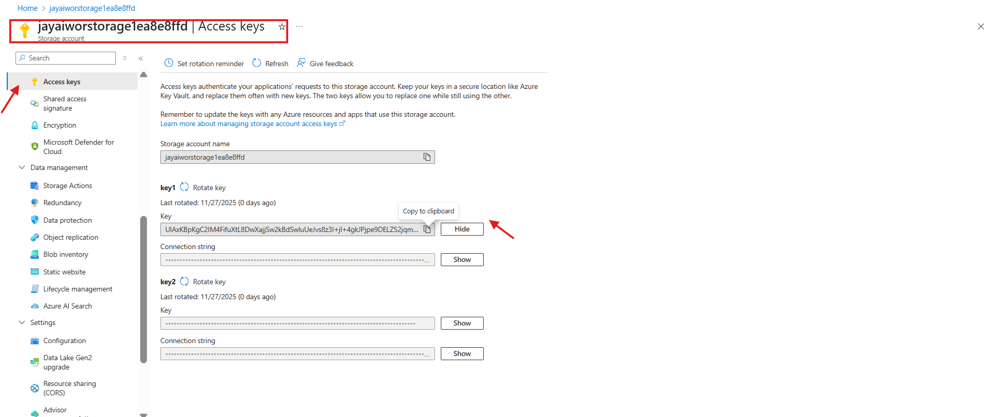 Home > jayaiworstorage1ea8e8ffd
jayaiworstorage1ea8e8ffd | Access keys
Storage account
Search
Set rotation reminder
Refresh
Give feedback
Access keys
Shared access
signature
Encryption
Microsoft Defender for
Cloud
Data management
Storage Actions
Redundancy
Data protection
Object replication
Blob inventory
Static website
Lifecycle management
Azure AI Search
Settings
Configuration
Data Lake Gen2
upgrade
Resource sharing
(CORS)
Advisor
Access keys authenticate your applications' requests to this storage account. Keep your keys in a secure location like Azure
Key Vault, and replace them often with new keys. The two keys allow you to replace one while still using the other.
Remember to update the keys with any Azure resources and apps that use this storage account.
Learn more about managing storage account access keys
Storage account name
jayaiworstorage1ea8e8ffd
key1 Rotate key
Last rotated: 11/27/2025 (0 days ago)
Copy to clipboard
Key
Hide
Connection string
Show
key2 Rotate key
Last rotated: 11/27/2025 (0 days ago)
Key
Show
Connection string
Show